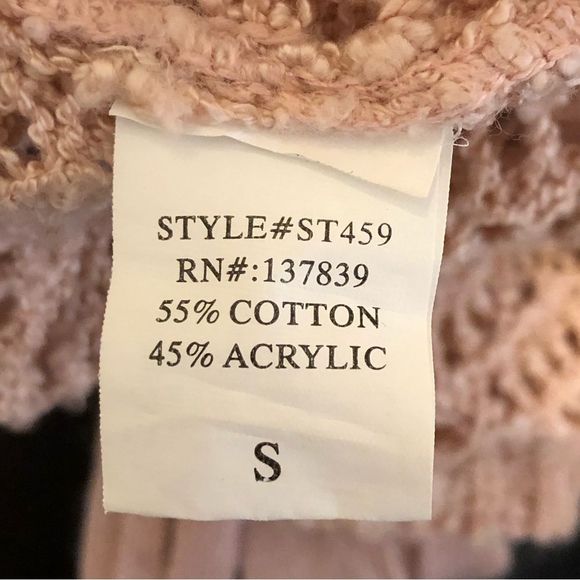 STYLE#ST459
RN#:137839
55% COTTON
45% ACRYLIC
S